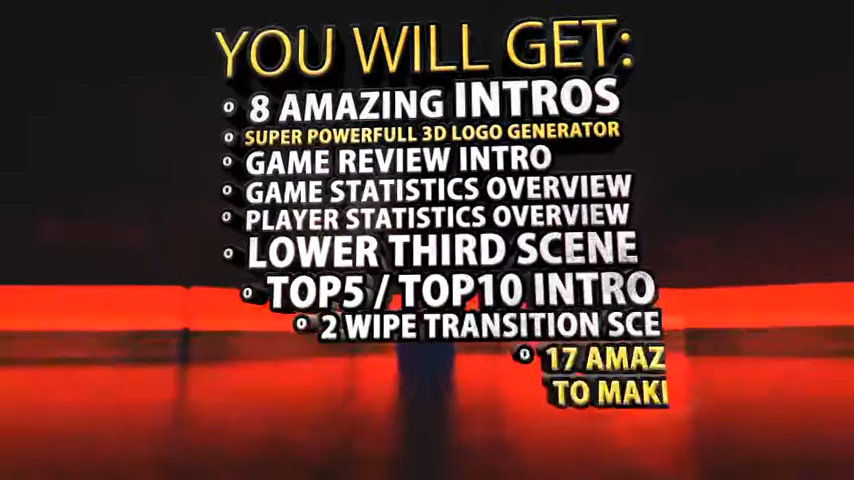 YOU WILL GET:
8 AMAZING INTROS
SUPER POWERFULL 3D LOGO GENERATOR
GAME REVIEW INTRO
GAME STATISTICS OVERVIEW
PLAYER STATISTICS OVERVIEW
LOWER THIRD SCENE
TOP5 / TOP10 INTRO
2 WIPE TRANSITION SCE
17 AMAZ
TO MAKI